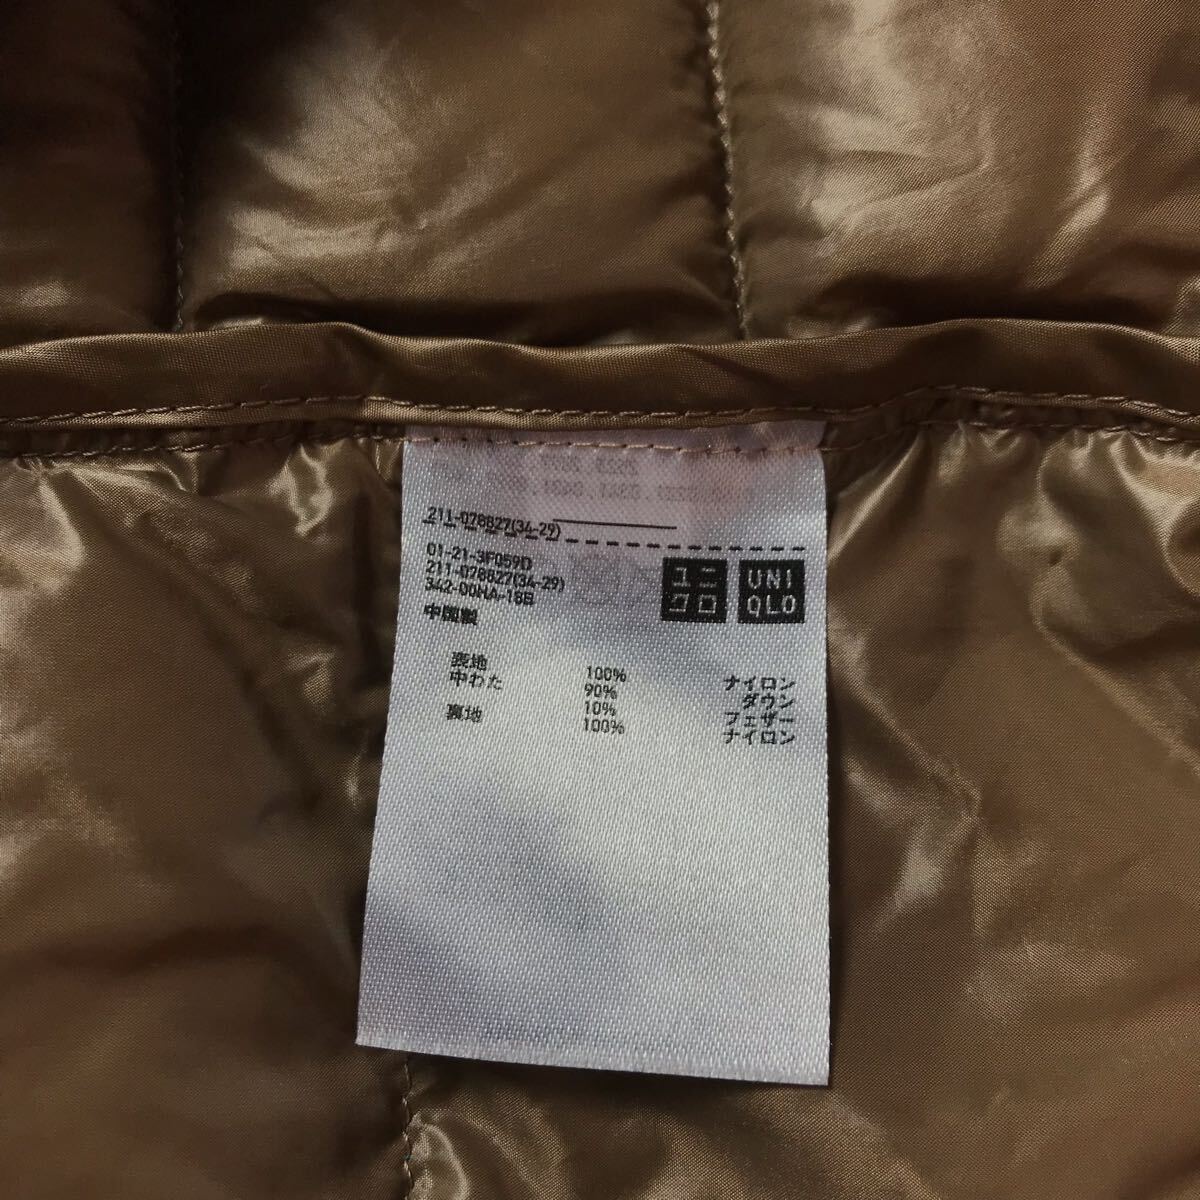 211-078827(34-29)
01-21-3F059D
211-078827(34-29)
342-00HA-18B
中国製
ユニ
クロ
UNI
QLO
表地 100% ナイロン
中わた 90% ダウン
10% フェザー
裏地 100% ナイロン